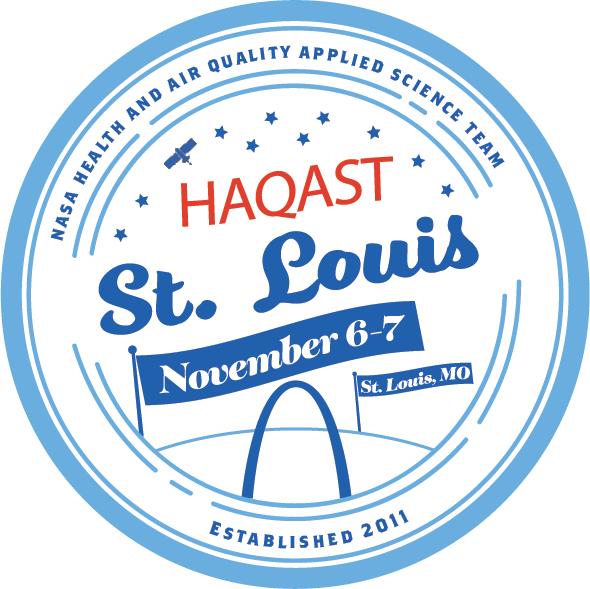 NASA HEALTH AND AIR QUALITY APPLIED SCIENCE TEAM
HAQAST
St. Louis
November 6-7
St. Louis, MO
ESTABLISHED 2011